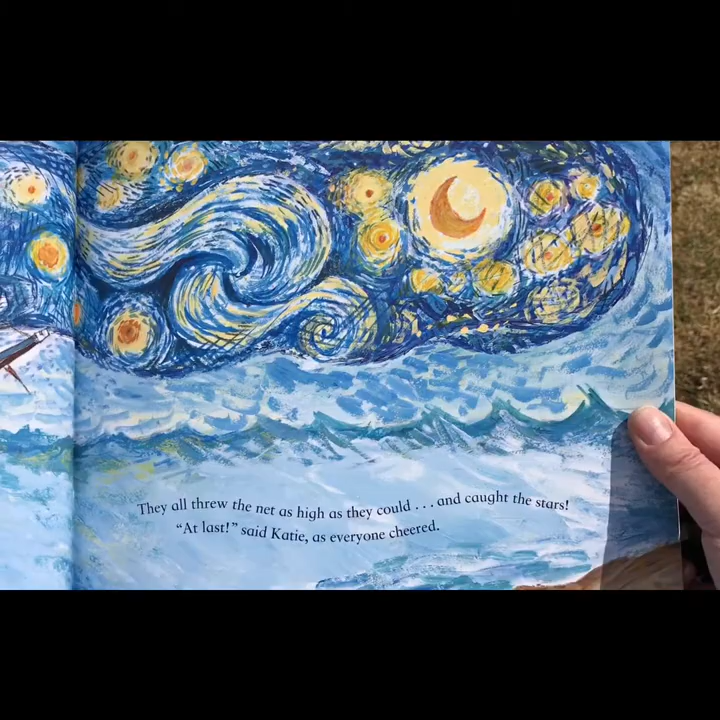 They all threw the net as high as they could . . . and caught the stars!
“At last!” said Katie, as everyone cheered.